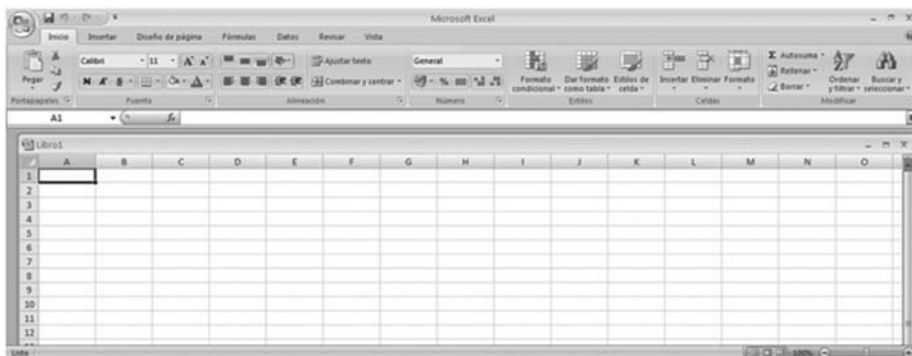 Microsoft Excel
Inicio Insertar Diseño de página Fórmulas Datos Revisar Vista
Calibri 11 Ajustar texto General Σ Autosuma
Rellenar
Pegar N K S Combinar y centrar % 000 Formato condicional Dar formato como tabla Estilos de celda Insertar Eliminar Formato Borrar Ordenar y filtrar Buscar y seleccionar
Portapapeles Fuente Alineación Número Estilos Celdas Modificar
A1 fx
Libro1
A B C D E F G H I J K L M N O
1
2
3
4
5
6
7
8
9
10
11
12
Listo 100%